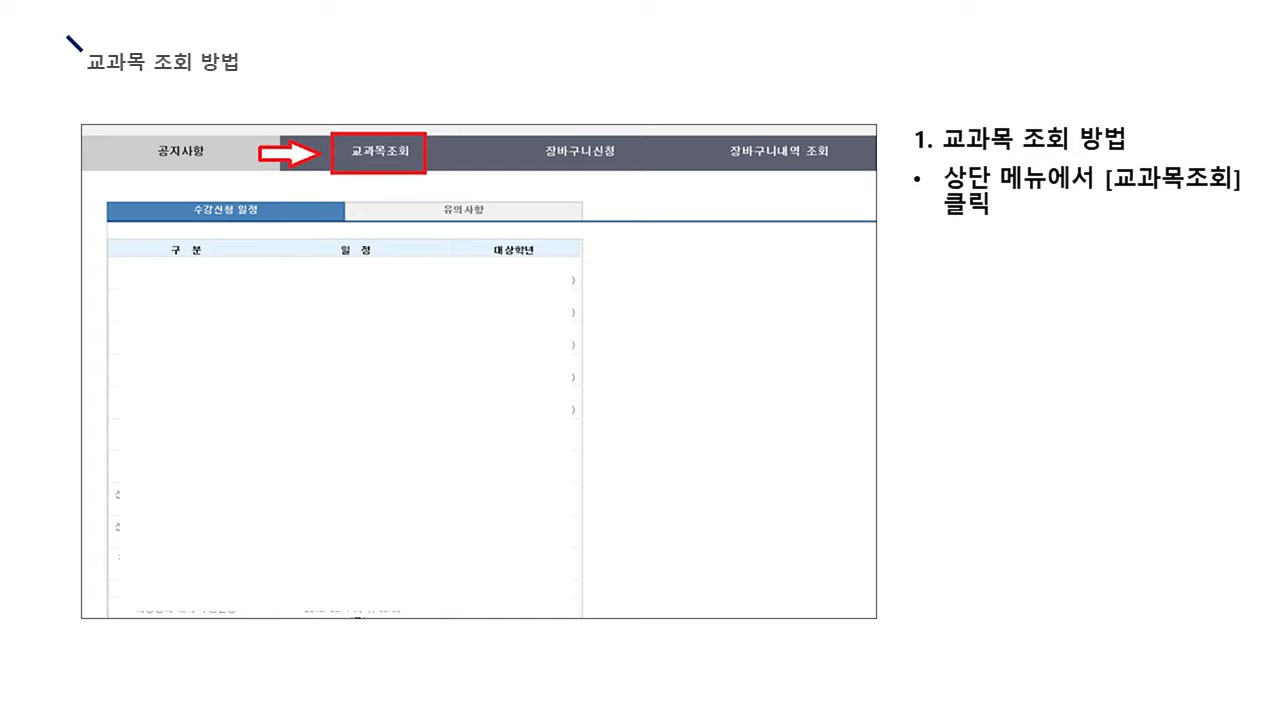 교과목 조회 방법
공지사항 교과목조회 장바구니신청 장바구니내역 조회
수강신청 일정 유의사항
구 분 일 정 대상학년
)
)
)
)
)
1. 교과목 조회 방법
• 상단 메뉴에서 [교과목조회]
클릭